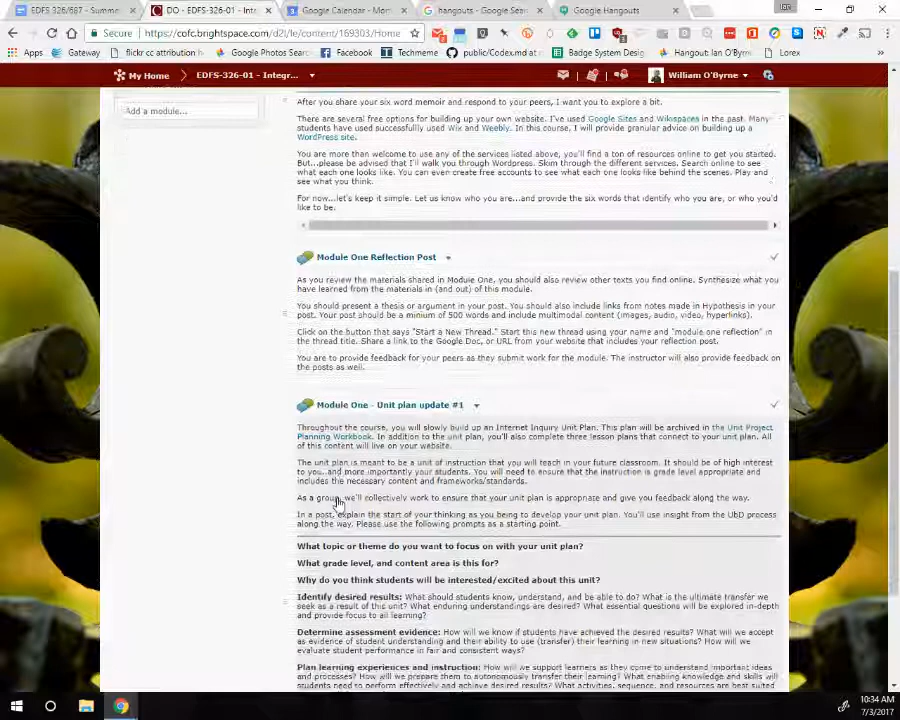 EDFS 326/687 - Summe
DO - EDFS-326-01 - Inte
Google Calendar - Mon
hangouts - Google Sear
Google Hangouts
Secure
https://cofc.brightspace.com/d2l/le/content/169303/Home
Apps
Gateway
flickr cc attribution
Google Photos Searc
Facebook
Techmeme
public/Codex.md at
Badge System Desig
Hangout Ian O'Byrne
Lorex
My Home
EDFS-326-01 - Integr...
William O'Byrne
Add a module...
After you share your six word memoir and respond to your peers, I want you to explore a bit.
There are several free options for building up your own website. I've used Google Sites and Wikispaces in the past. Many
students have used successfully used Wix and Weebly. In this course, I will provide granular advice on building up a
WordPress site.
You are more than welcome to use any of the services listed above, you'll find a ton of resources online to get you started.
But...please be advised that I'll walk you through Wordpress. Skim through the different services. Search online to see
what each one looks like. You can even create free accounts to see what each one looks like behind the scenes. Play and
see what you think.
For now...let's keep it simple. Let us know who you are...and provide the six words that identify who you are, or who you'd
like to be.
Module One Reflection Post
As you review the materials shared in Module One, you should also review other texts you find online. Synthesize what you
have learned from the materials in (and out) of this module.
You should present a thesis or argument in your post. You should also include links from notes made in Hypothesis in your
post. Your post should be a minium of 500 words and include multimodal content (images, audio, video, hyperlinks).
Click on the button that says "Start a New Thread." Start this new thread using your name and "module one reflection" in
the thread title. Share a link to the Google Doc, or URL from your website that includes your reflection post.
You are to provide feedback for your peers as they submit work for the module. The instructor will also provide feedback on
the posts as well.
Module One - Unit plan update #1
Throughout the course, you will slowly build up an Internet Inquiry Unit Plan. This plan will be archived in the Unit Project
Planning Workbook. In addition to the unit plan, you'll also complete three lesson plans that connect to your unit plan. All
of this content will live on your website.
The unit plan is meant to be a unit of instruction that you will teach in your future classroom. It should be of high interest
to you...and more importantly your students. You will need to ensure that the instruction is grade level appropriate and
includes the necessary content and frameworks/standards.
As a group, we'll collectively work to ensure that your unit plan is appropriate and give you feedback along the way.
In a post, explain the start of your thinking as you being to develop your unit plan. You'll use insight from the UbD process
along the way. Please use the following prompts as a starting point.
What topic or theme do you want to focus on with your unit plan?
What grade level, and content area is this for?
Why do you think students will be interested/excited about this unit?
Identify desired results: What should students know, understand, and be able to do? What is the ultimate transfer we
seek as a result of this unit? What enduring understandings are desired? What essential questions will be explored in-depth
and provide focus to all learning?
Determine assessment evidence: How will we know if students have achieved the desired results? What will we accept
as evidence of student understanding and their ability to use (transfer) their learning in new situations? How will we
evaluate student performance in fair and consistent ways?
Plan learning experiences and instruction: How will we support learners as they come to understand important ideas
and processes? How will we prepare them to autonomously transfer their learning? What enabling knowledge and skills will
students need to perform effectively and achieve desired results? What activities, sequence, and resources are best suited
10:34 AM
7/3/2017